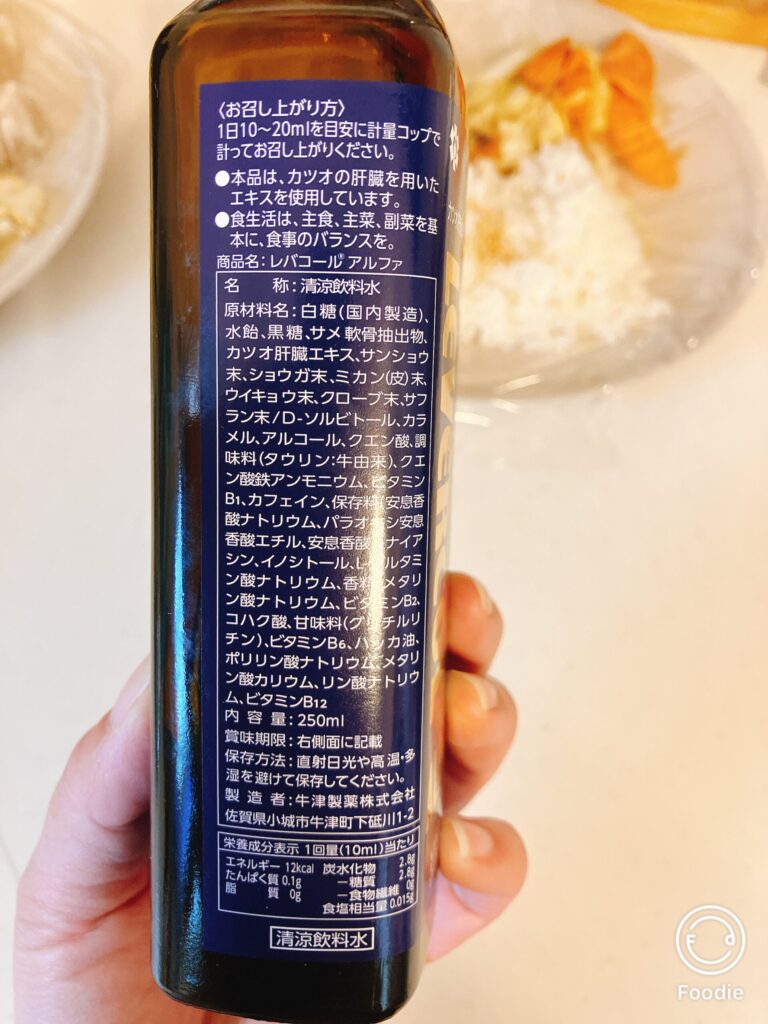 〈お召し上がり方〉
1日10〜20mlを目安に計量コップで
計ってお召し上がりください。
●本品は、カツオの肝臓を用いた
エキスを使用しています。
●食生活は、主食、主菜、副菜を基
本に、食事のバランスを。
商品名:レバコール® アルファ
名 称:清涼飲料水
原材料名:白糖(国内製造)、
水飴、黒糖、サメ軟骨抽出物、
カツオ肝臓エキス、サンショウ
末、ショウガ末、ミカン(皮)末、
ウイキョウ末、クローブ末、サフ
ラン末/D-ソルビトール、カラ
メル、アルコール、クエン酸、調
味料(タウリン:牛由来)、クエ
ン酸鉄アンモニウム、ビタミン
B1、カフェイン、保存料(安息香
酸ナトリウム、パラオキシ安息
香酸エチル、安息香酸)、ナイア
シン、イノシトール、L-グルタミ
ン酸ナトリウム、香料、メタリ
ン酸ナトリウム、ビタミンB2、
コハク酸、甘味料(グリチルリ
チン)、ビタミンB6、ハッカ油、
ポリリン酸ナトリウム、メタリ
ン酸カリウム、リン酸ナトリウ
ム、ビタミンB12
内 容 量:250ml
賞味期限:右側面に記載
保存方法:直射日光や高温・多
湿を避けて保存してください。
製 造 者:牛津製薬株式会社
佐賀県小城市牛津町下砥川1-2
栄養成分表示 1回量(10ml)当たり
エネルギー 12kcal 炭水化物 2.8g
たんぱく質 0.1g −糖質 2.8g
脂 質 0g −食物繊維 0g
食塩相当量 0.015g
清涼飲料水
Foodie